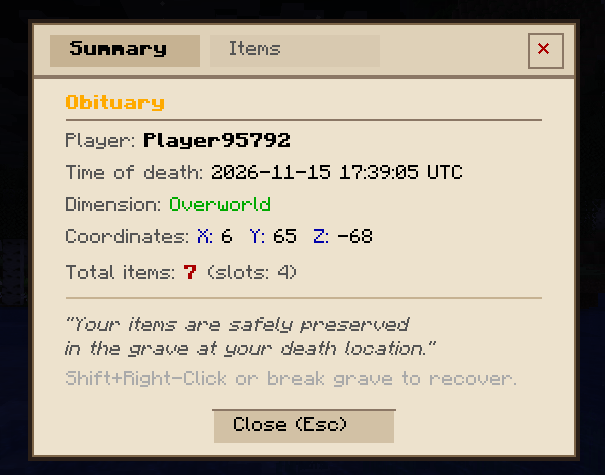 Summary
Items
×
Obituary
Player: Player95792
Time of death: 2026-11-15 17:39:05 UTC
Dimension: Overworld
Coordinates: X: 6 Y: 65 Z: -68
Total items: 7 (slots: 4)
"Your items are safely preserved
in the grave at your death location."
Shift+Right-Click or break grave to recover.
Close (Esc)